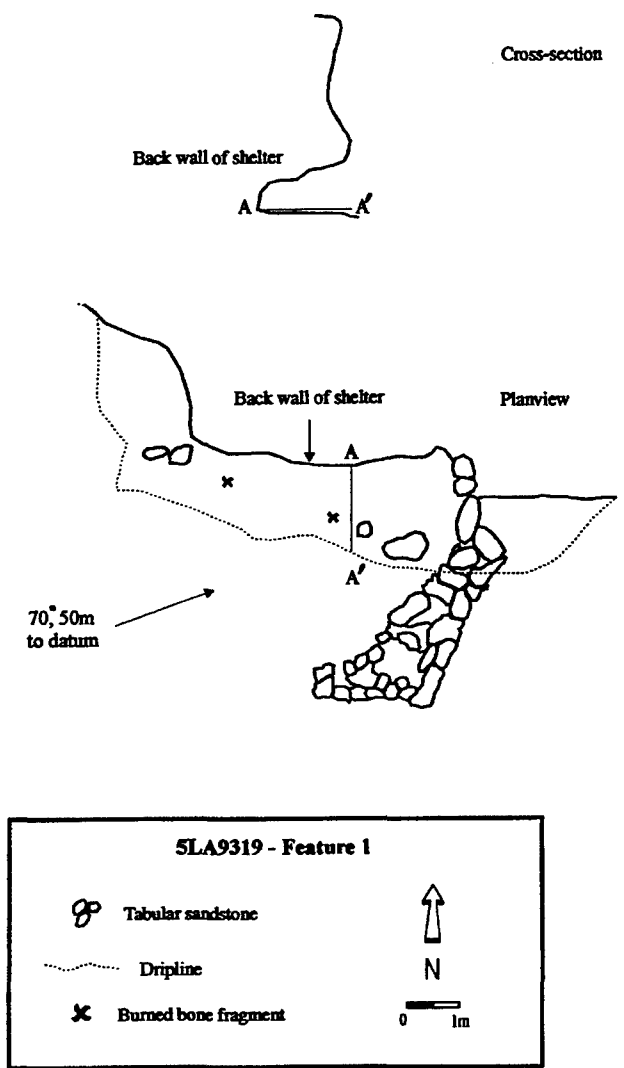 Cross-section
Back wall of shelter
A A′
Back wall of shelter
Planview
A
A′
70°, 50m
to datum
5LA9319 - Feature 1
Tabular sandstone
Dripline
N
Burned bone fragment
0 1m